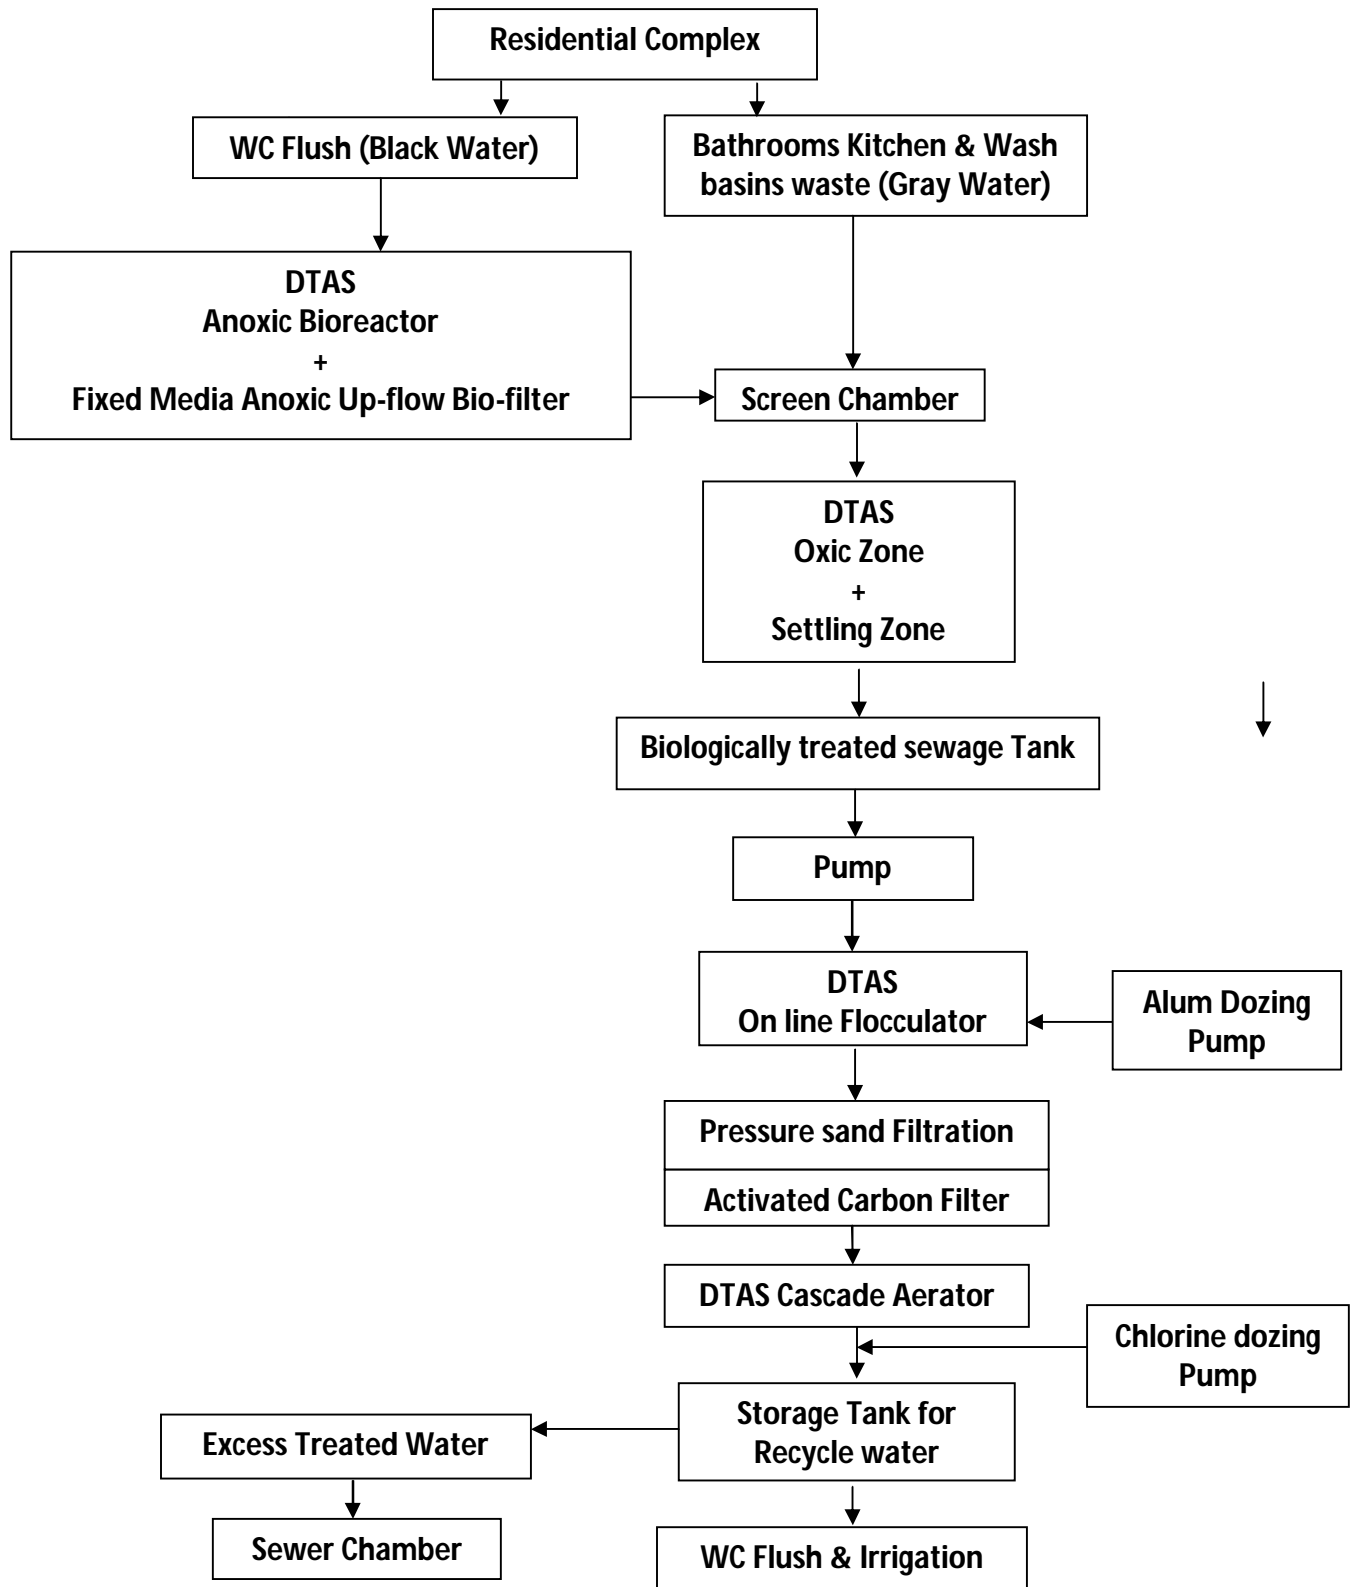 Residential Complex
WC Flush (Black Water)
Bathrooms Kitchen & Wash
basins waste (Gray Water)
DTAS
Anoxic Bioreactor
+
Fixed Media Anoxic Up-flow Bio-filter
Screen Chamber
DTAS
Oxic Zone
+
Settling Zone
Biologically treated sewage Tank
Pump
DTAS
On line Flocculator
Alum Dozing
Pump
Pressure sand Filtration
Activated Carbon Filter
DTAS Cascade Aerator
Chlorine dozing
Pump
Storage Tank for
Recycle water
Excess Treated Water
Sewer Chamber
WC Flush & Irrigation